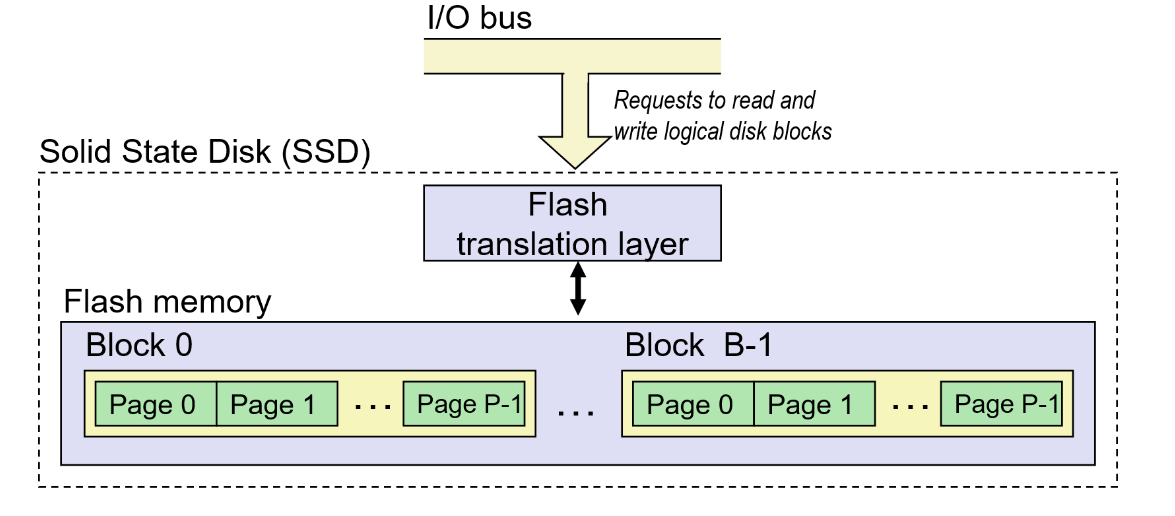 I/O bus
Requests to read and
write logical disk blocks
Solid State Disk (SSD)
Flash
translation layer
Flash memory
Block 0
Block B-1
Page 0
Page 1
...
Page P-1
...
Page 0
Page 1
...
Page P-1